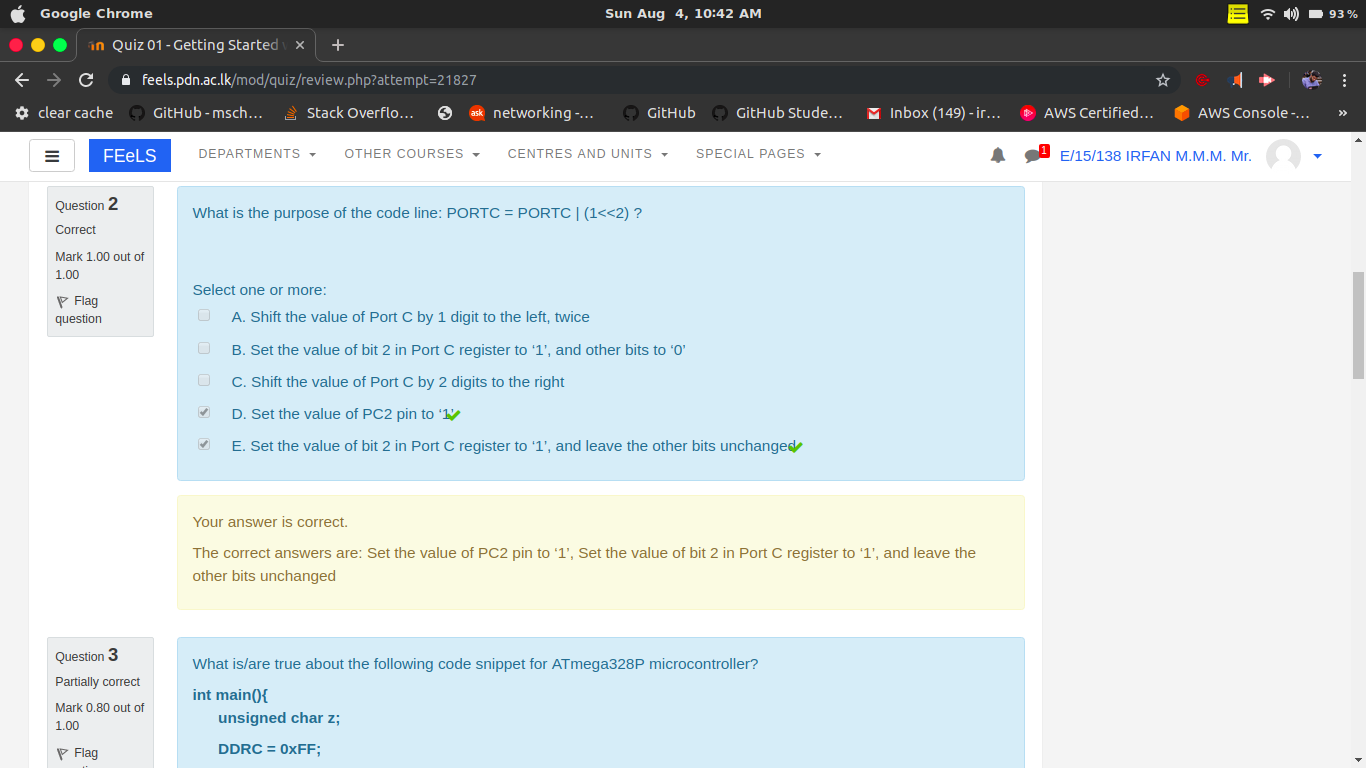 Google Chrome
Sun Aug 4, 10:42 AM
93%
Quiz 01 - Getting Started
feels.pdn.ac.lk/mod/quiz/review.php?attempt=21827
clear cache
GitHub - msch...
Stack Overflo...
ask
networking -...
GitHub
GitHub Stude...
Inbox (149) - ir...
AWS Certified...
AWS Console -...
»
FEeLS
DEPARTMENTS
OTHER COURSES
CENTRES AND UNITS
SPECIAL PAGES
1
E/15/138 IRFAN M.M.M. Mr.
Question 2
Correct
Mark 1.00 out of
1.00
Flag
question
What is the purpose of the code line: PORTC = PORTC | (1<<2) ?
Select one or more:
A. Shift the value of Port C by 1 digit to the left, twice
B. Set the value of bit 2 in Port C register to ‘1’, and other bits to ‘0’
C. Shift the value of Port C by 2 digits to the right
D. Set the value of PC2 pin to ‘1’
E. Set the value of bit 2 in Port C register to ‘1’, and leave the other bits unchanged
Your answer is correct.
The correct answers are: Set the value of PC2 pin to ‘1’, Set the value of bit 2 in Port C register to ‘1’, and leave the
other bits unchanged
Question 3
Partially correct
Mark 0.80 out of
1.00
Flag
What is/are true about the following code snippet for ATmega328P microcontroller?
int main(){
unsigned char z;
DDRC = 0xFF;